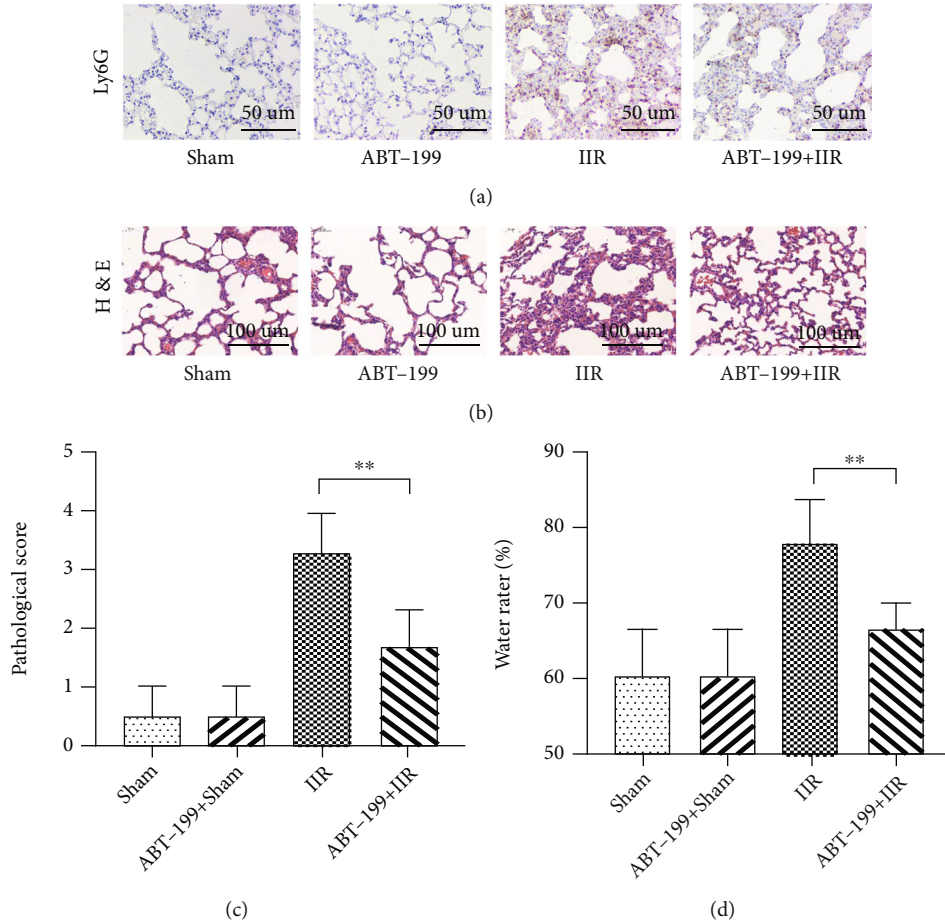 Ly6G
50 um
50 um
50 um
50 um
Sham
ABT–199
IIR
ABT–199+IIR
(a)
H & E
100 um
100 um
100 um
100 um
Sham
ABT–199
IIR
ABT–199+IIR
(b)
Pathological score
5
4
3
2
1
0
**
Sham
ABT–199+Sham
IIR
ABT–199+IIR
(c)
Water rater (%)
90
80
70
60
50
**
Sham
ABT–199+Sham
IIR
ABT–199+IIR
(d)